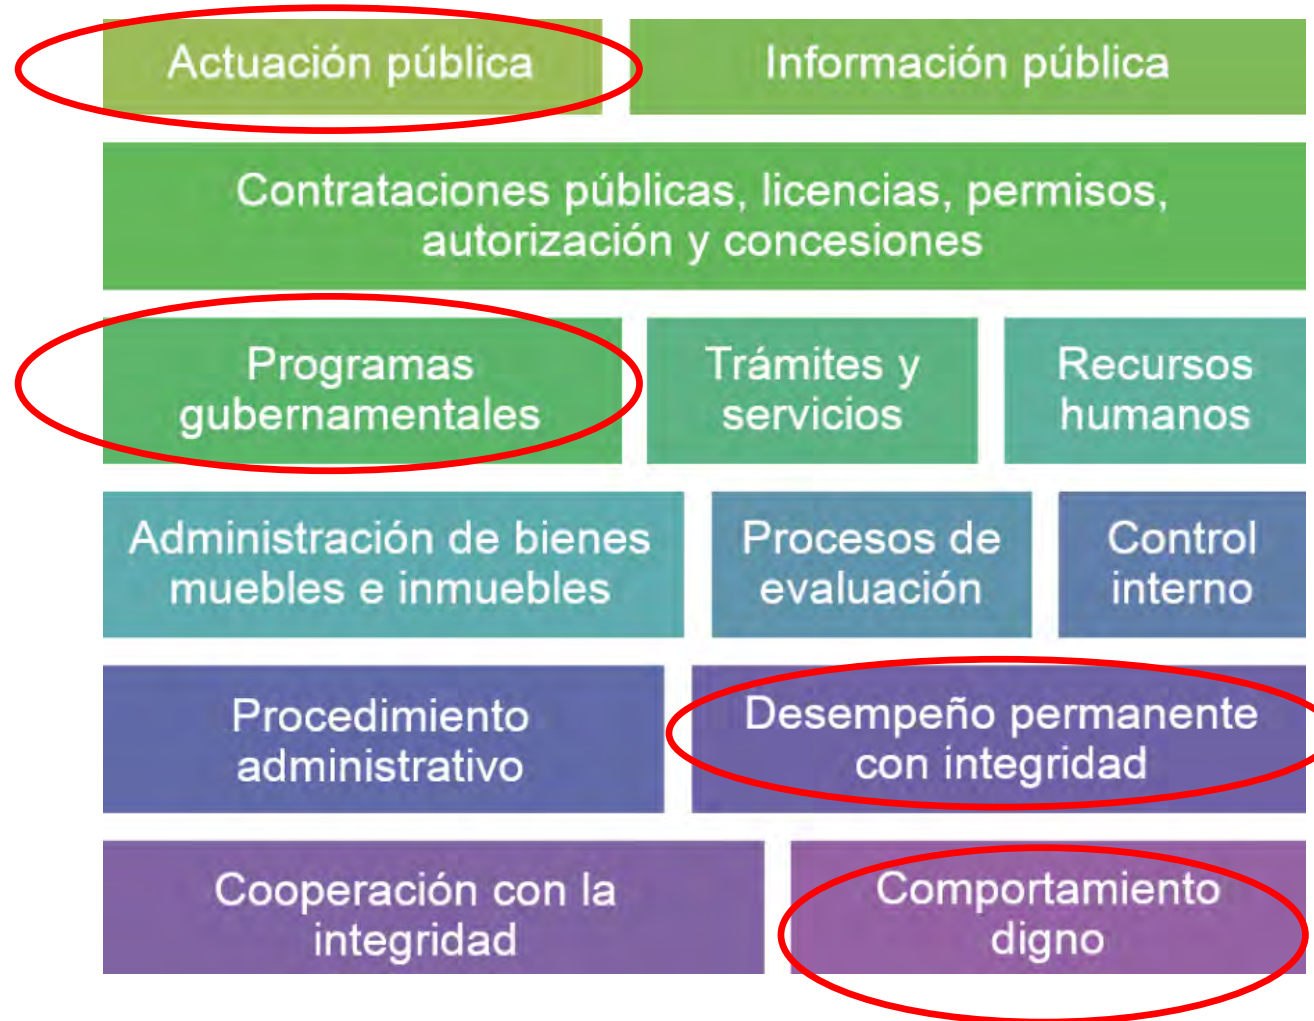 Actuación pública
Información pública
Contrataciones públicas, licencias, permisos,
autorización y concesiones
Programas
gubernamentales
Trámites y
servicios
Recursos
humanos
Administración de bienes
muebles e inmuebles
Procesos de
evaluación
Control
interno
Procedimiento
administrativo
Desempeño permanente
con integridad
Cooperación con la
integridad
Comportamiento
digno